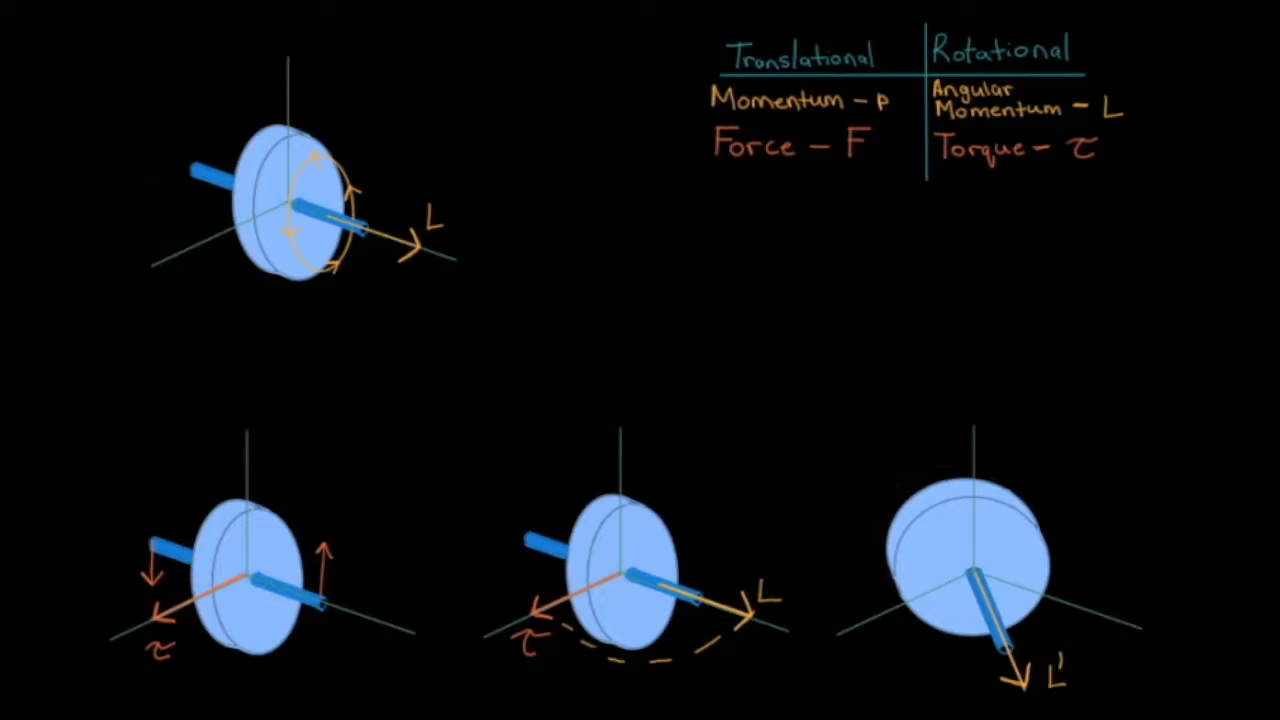 Translational
Rotational
Momentum - p
Angular
Momentum - L
Force - F
Torque - τ
L
τ
τ
L
L'